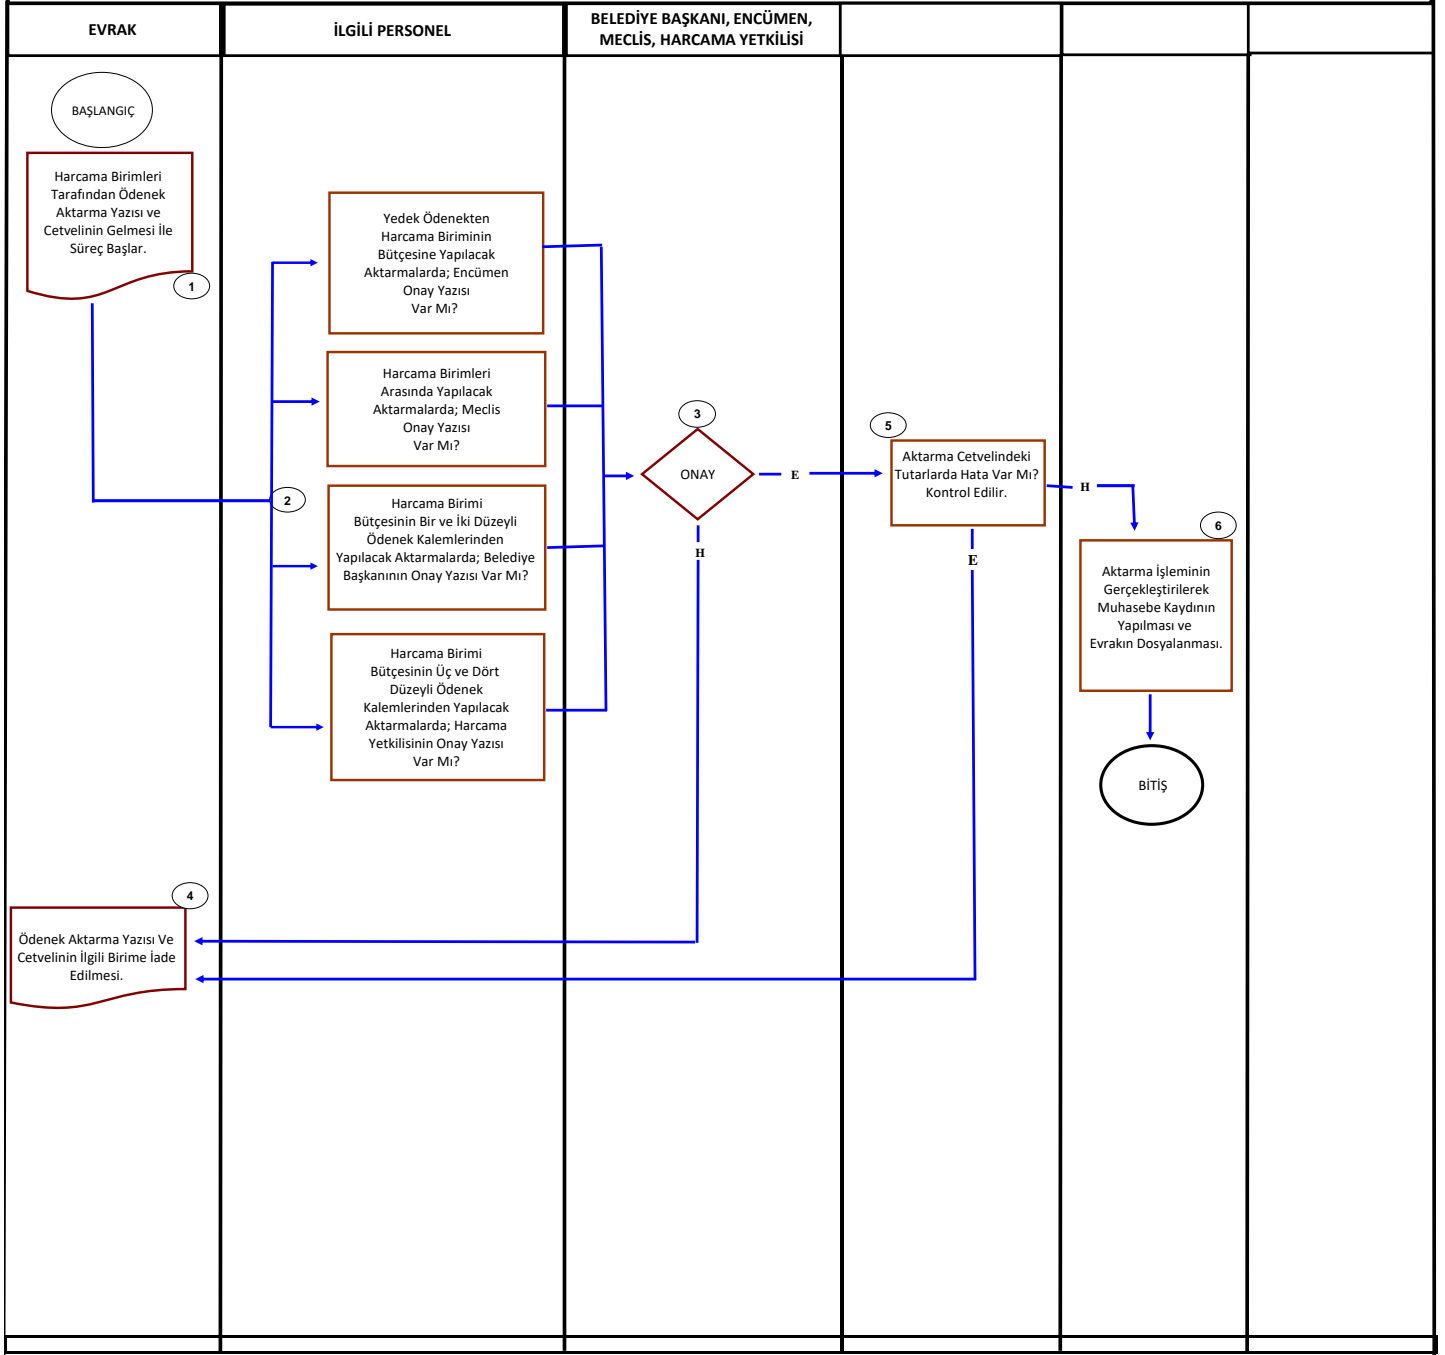 EVRAK
İLGİLİ PERSONEL
BELEDİYE BAŞKANI, ENCÜMEN,
MECLİS, HARCAMA YETKİLİSİ
BAŞLANGIÇ
Harcama Birimleri
Tarafından Ödenek
Aktarma Yazısı ve
Cetvelinin Gelmesi İle
Süreç Başlar.
1
2
Yedek Ödenekten
Harcama Biriminin
Bütçesine Yapılacak
Aktarmalarda; Encümen
Onay Yazısı
Var Mı?
Harcama Birimleri
Arasında Yapılacak
Aktarmalarda; Meclis
Onay Yazısı
Var Mı?
Harcama Birimi
Bütçesinin Bir ve İki Düzeyli
Ödenek Kalemlerinden
Yapılacak Aktarmalarda; Belediye
Başkanının Onay Yazısı Var Mı?
Harcama Birimi
Bütçesinin Üç ve Dört
Düzeyli Ödenek
Kalemlerinden Yapılacak
Aktarmalarda; Harcama
Yetkilisinin Onay Yazısı
Var Mı?
3
ONAY
E
H
5
Aktarma Cetvelindeki
Tutarlarda Hata Var Mı?
Kontrol Edilir.
H
E
6
Aktarma İşleminin
Gerçekleştirilerek
Muhasebe Kaydının
Yapılması ve
Evrakın Dosyalanması.
BİTİŞ
4
Ödenek Aktarma Yazısı Ve
Cetvelinin İlgili Birime İade
Edilmesi.